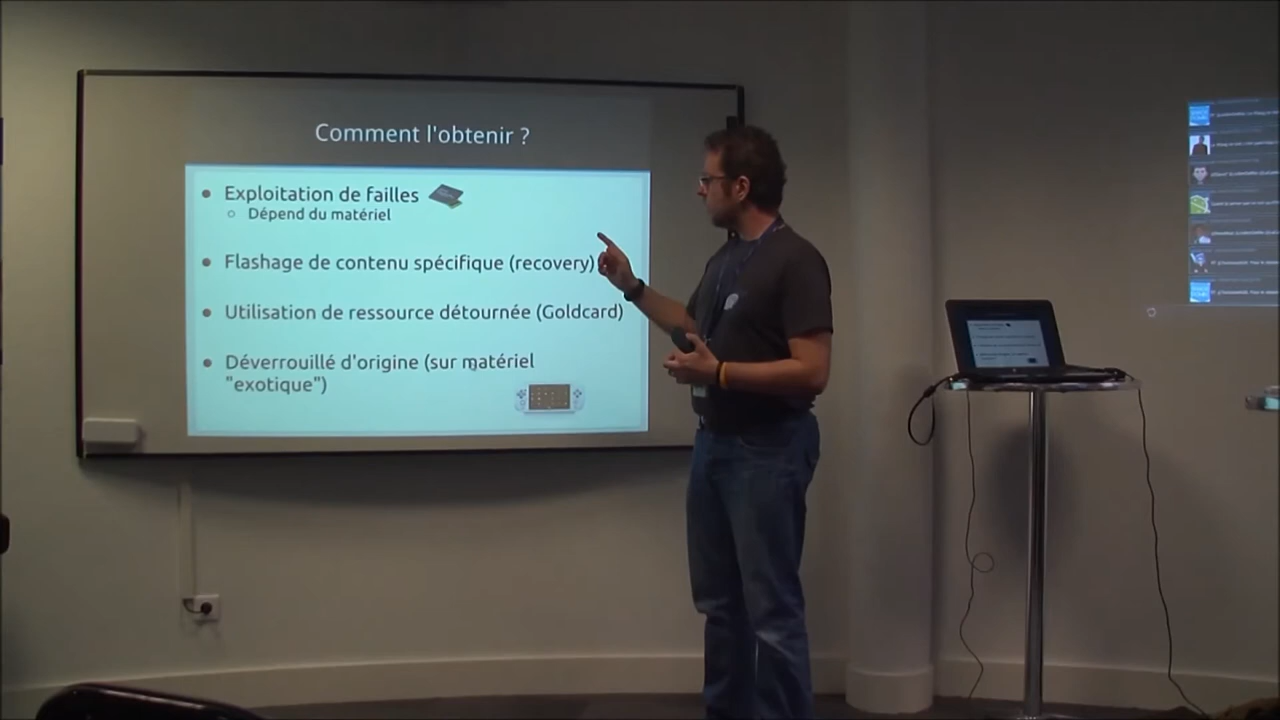 Comment l'obtenir ?
Exploitation de failles
Dépend du matériel
Flashage de contenu spécifique (recovery)
Utilisation de ressource détournée (Goldcard)
Déverrouillé d'origine (sur matériel
"exotique")